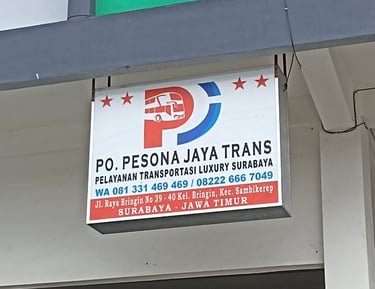 PO. PESONA JAYA TRANS
PELAYANAN TRANSPORTASI LUXURY SURABAYA
WA 081 331 469 469 / 08222 666 7049
Jl. Raya Bringin No 39 - 40 Kel. Bringin, Kec. Sambikerep
SURABAYA - JAWA TIMUR